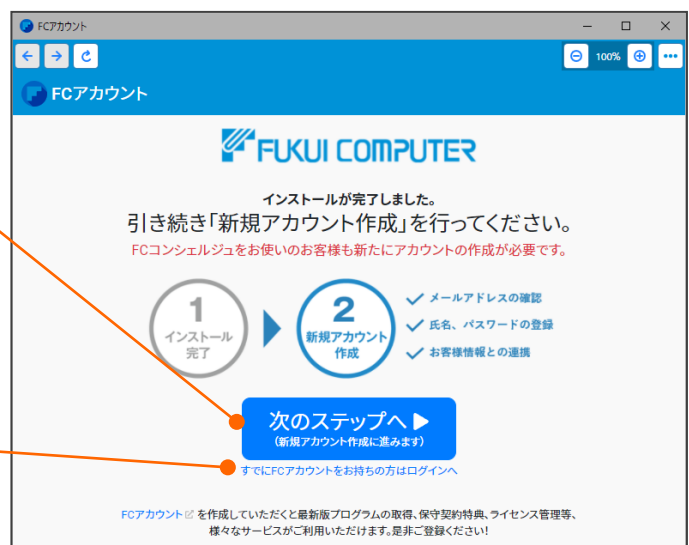 FCアカウント
100%
FCアカウント
FUKUI COMPUTER
インストールが完了しました。
引き続き「新規アカウント作成」を行ってください。
FCコンシェルジュをお使いのお客様も新たにアカウントの作成が必要です。
1
インストール
完了
2
新規アカウント
作成
メールアドレスの確認
氏名、パスワードの登録
お客様情報との連携
次のステップへ
(新規アカウント作成に進みます)
すでにFCアカウントをお持ちの方はログインへ
FCアカウント を作成していただくと最新版プログラムの取得、保守契約特典、ライセンス管理等、
様々なサービスがご利用いただけます。是非ご登録ください!